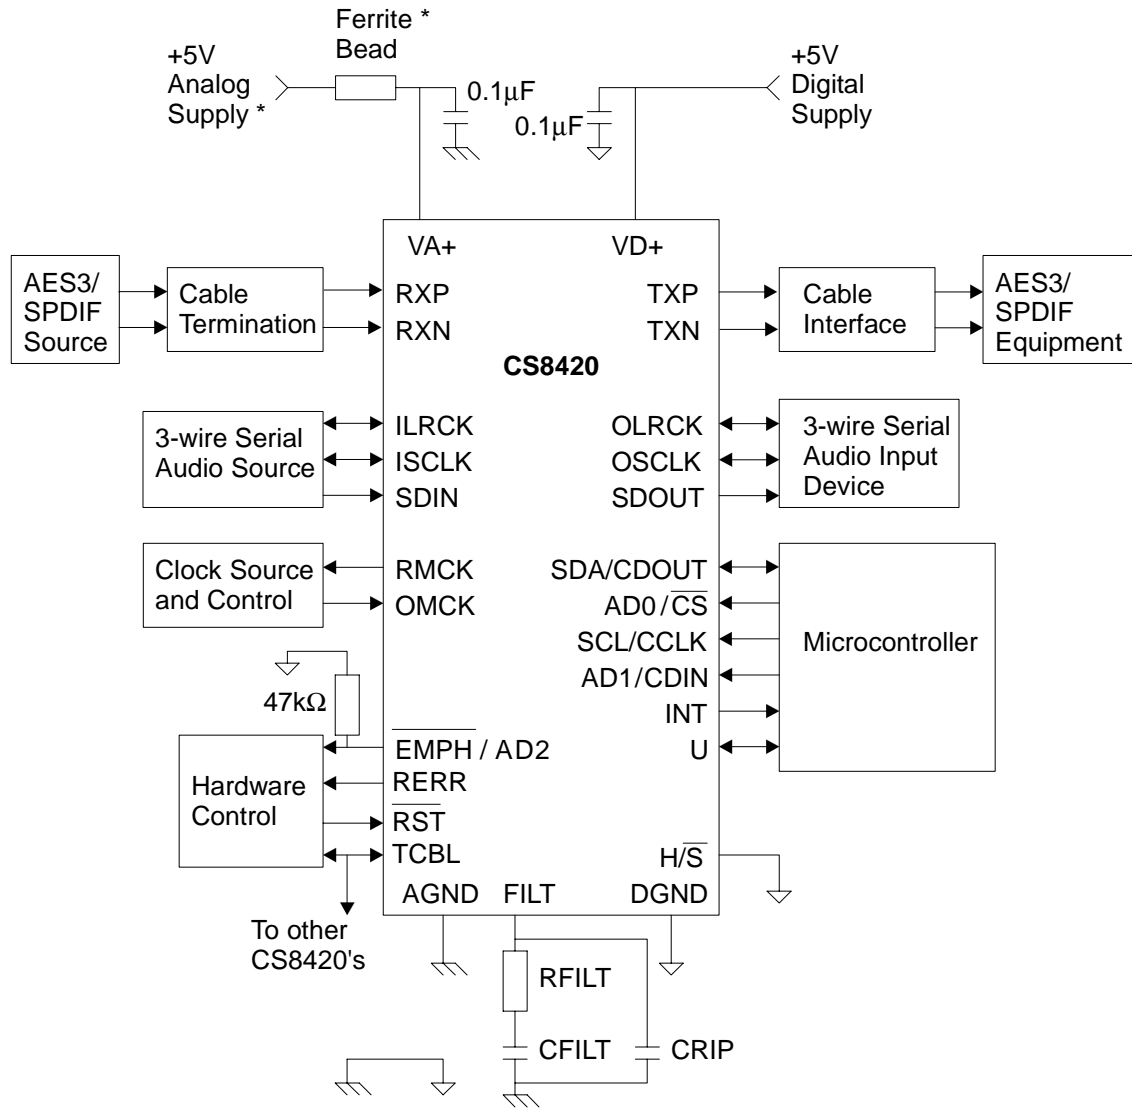 Ferrite *
Bead
+5V
Analog
Supply *
0.1µF
0.1µF
+5V
Digital
Supply
VA+
VD+
AES3/
SPDIF
Source
Cable
Termination
RXP
RXN
TXP
TXN
Cable
Interface
AES3/
SPDIF
Equipment
CS8420
3-wire Serial
Audio Source
ILRCK
ISCLK
SDIN
OLRCK
OSCLK
SDOUT
3-wire Serial
Audio Input
Device
Clock Source
and Control
RMCK
OMCK
SDA/CDOUT
AD0/CS
SCL/CCLK
AD1/CDIN
INT
U
Microcontroller
47kΩ
Hardware
Control
EMPH / AD2
RERR
RST
TCBL
H/S
AGND
FILT
DGND
To other
CS8420's
RFILT
CFILT
CRIP